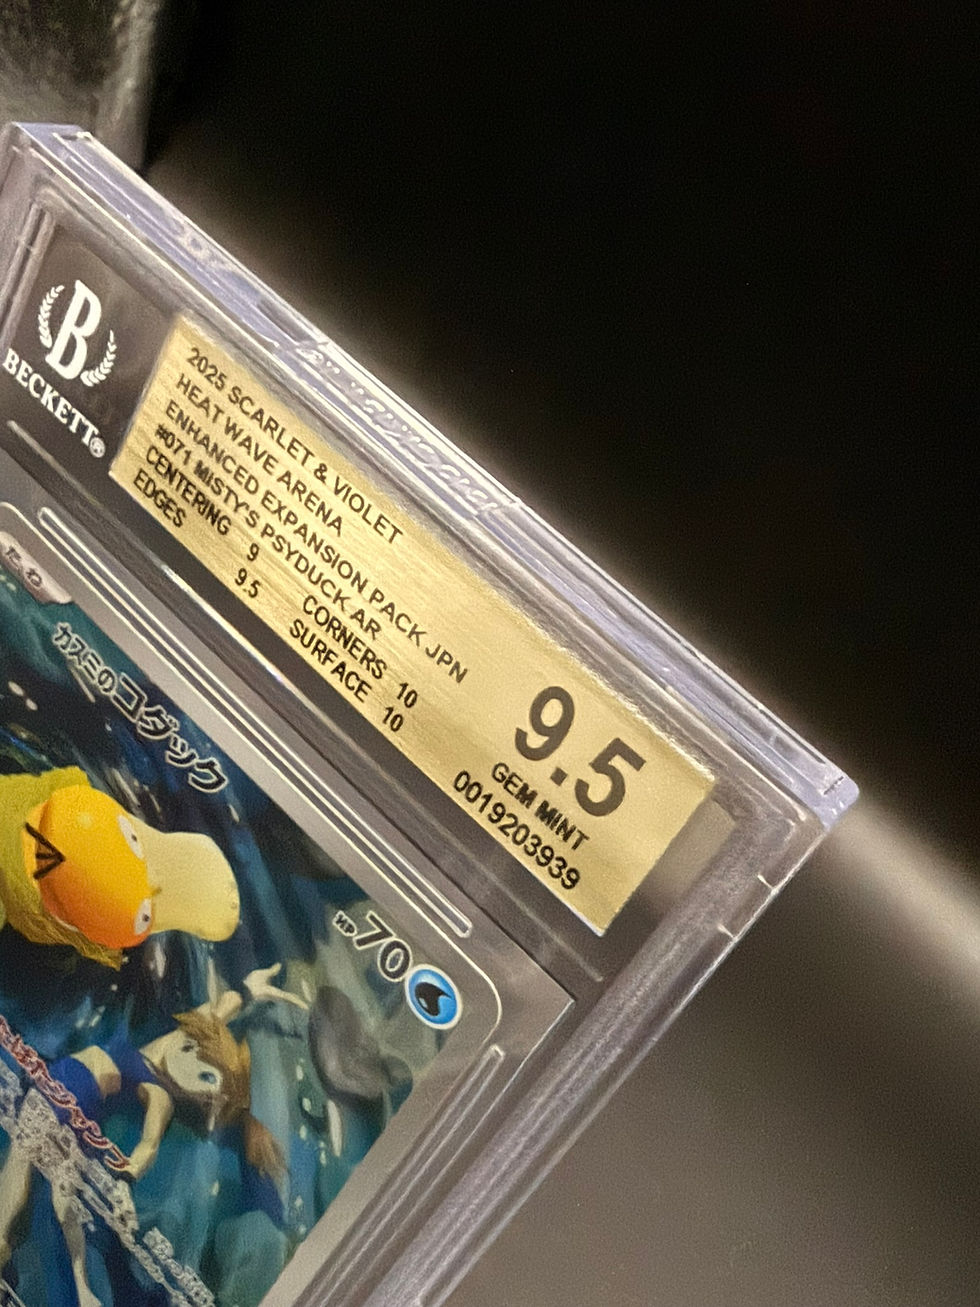 B
BECKETT®
2025 SCARLET & VIOLET
HEAT WAVE ARENA
ENHANCED EXPANSION PACK JPN
#071 MISTY'S PSYDUCK AR
CENTERING 9 CORNERS 10
EDGES 9.5 SURFACE 10
9.5
GEM MINT
0019203939
カスミのコダック
HP70